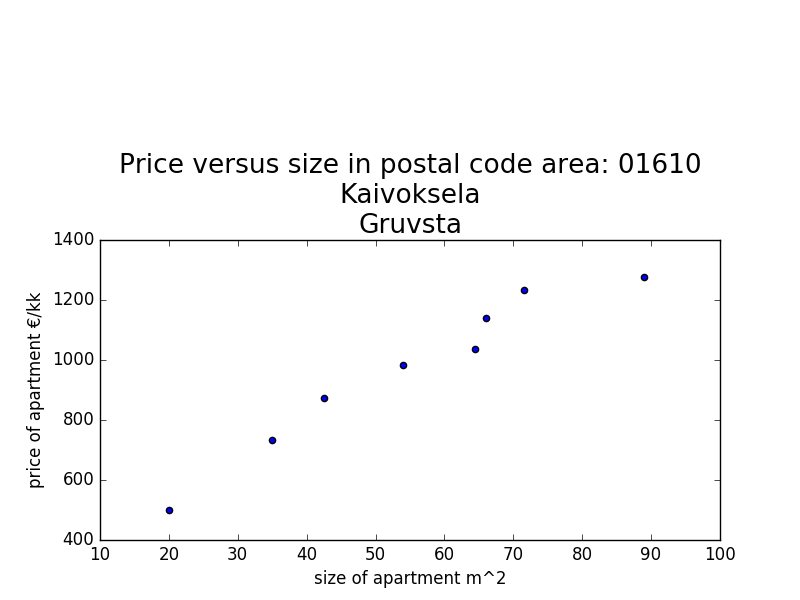 Price versus size in postal code area: 01610
Kaivoksela
Gruvsta
1400
1200
1000
800
600
400
price of apartment €/kk
10 20 30 40 50 60 70 80 90 100
size of apartment m^2